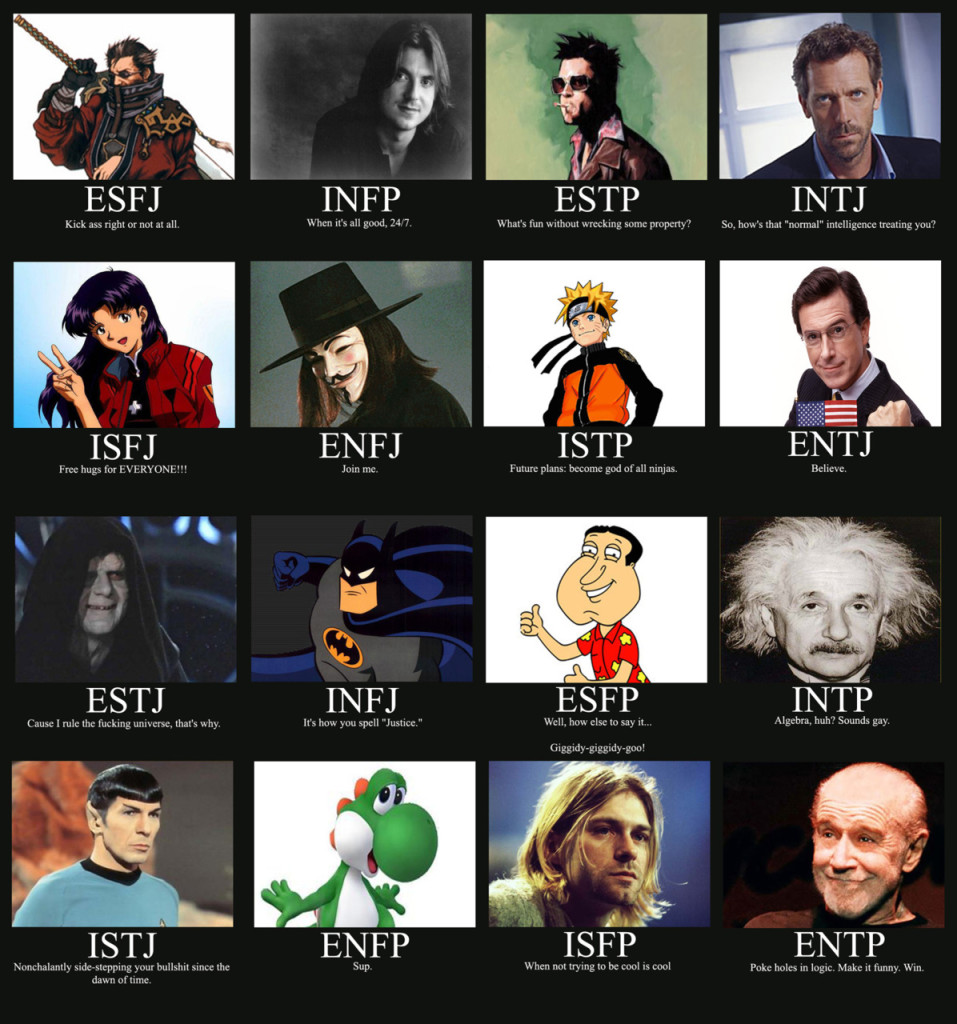 ESFJ
Kick ass right or not at all.
INFP
When it's all good, 24/7.
ESTP
What's fun without wrecking some property?
INTJ
So, how's that "normal" intelligence treating you?
ISFJ
Free hugs for EVERYONE!!!
ENFJ
Join me.
ISTP
Future plans: become god of all ninjas.
ENTJ
Believe.
ESTJ
Cause I rule the fucking universe, that's why.
INFJ
It's how you spell "Justice."
ESFP
Well, how else to say it...
Giggidy-giggidy-goo!
INTP
Algebra, huh? Sounds gay.
ISTJ
Nonchalantly side-stepping your bullshit since the
dawn of time.
ENFP
Sup.
ISFP
When not trying to be cool is cool
ENTP
Poke holes in logic. Make it funny. Win.